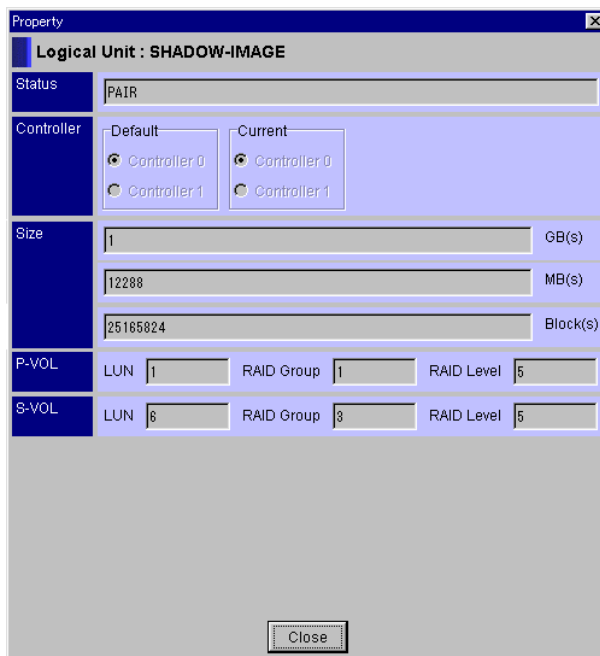 Property
Logical Unit : SHADOW-IMAGE
Status
PAIR
Controller
Default
Current
Controller 0
Controller 0
Controller 1
Controller 1
Size
1 GB(s)
12288 MB(s)
25165824 Block(s)
P-VOL LUN 1 RAID Group 1 RAID Level 5
S-VOL LUN 6 RAID Group 3 RAID Level 5
Close